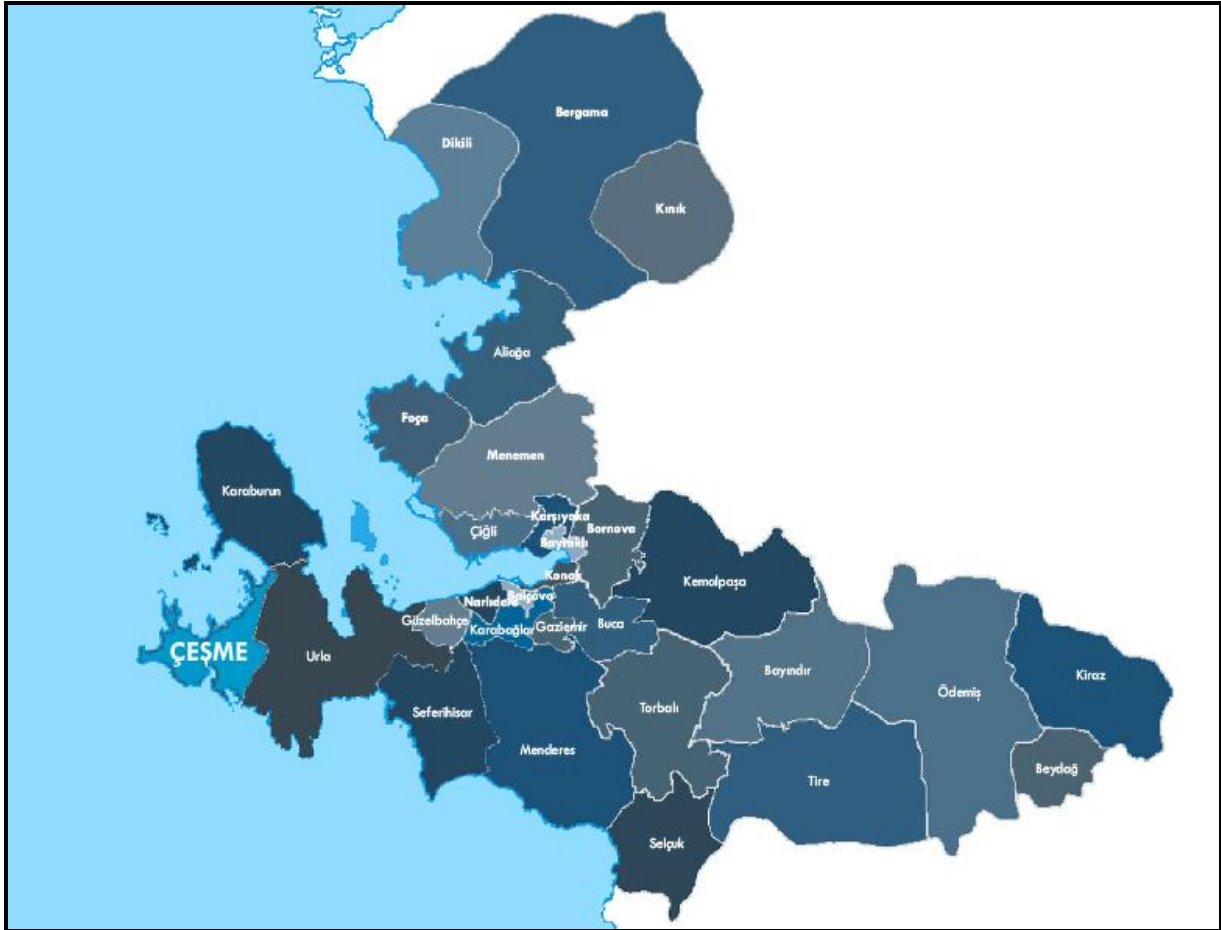 Bergama
Dikili
Kınık
Aliağa
Foça
Menemen
Karaburun
Karşıyaka
Bornova
Çiğli
Bayraklı
Konak
Kemalpaşa
Narlıdere
Balçova
Güzelbahçe
Karabağlar
Gaziemir
Buca
ÇEŞME
Urla
Bayındır
Kiraz
Ödemiş
Seferihisar
Torbalı
Menderes
Beydağ
Tire
Selçuk